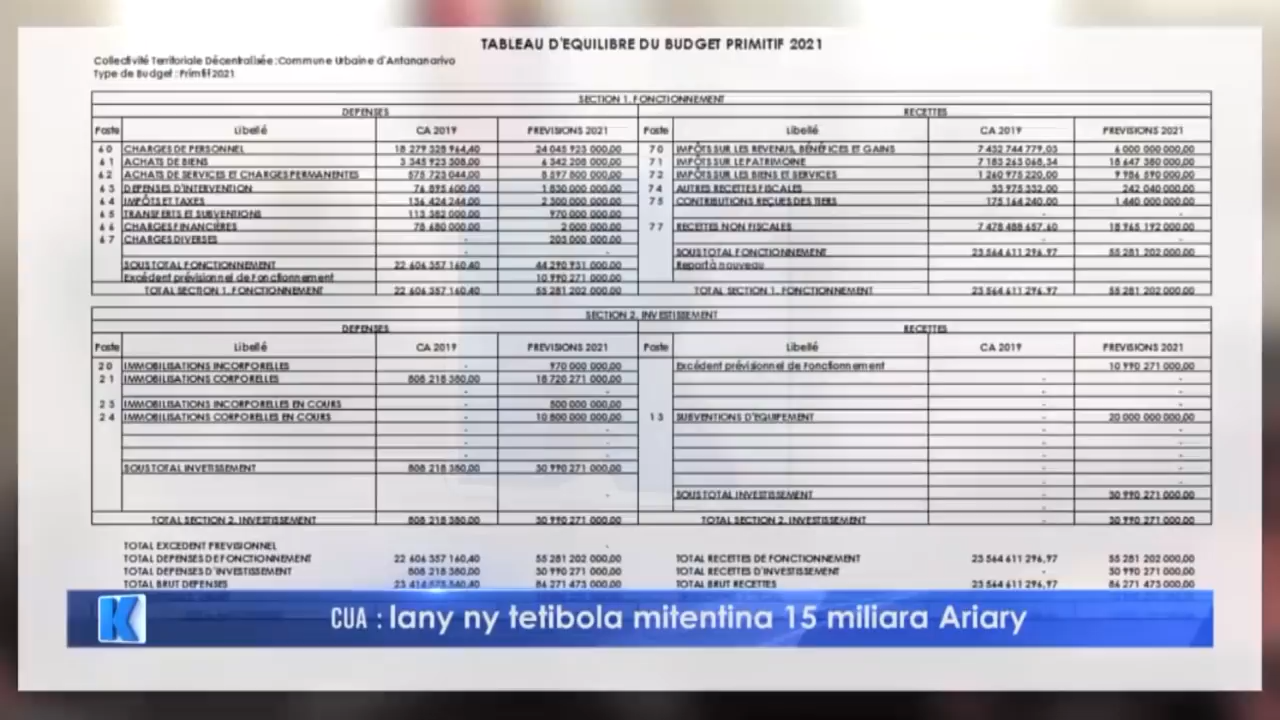 TABLEAU D'EQUILIBRE DU BUDGET PRIMITIF 2021
Collectivité Territoriale Décentralisée : Commune Urbaine d'Antananarivo
Type de Budget : Primitif 2021
SECTION 1. FONCTIONNEMENT
DEPENSES RECETTES
Poste Libellé CA 2019 PREVISIONS 2021 Poste Libellé CA 2019 PREVISIONS 2021
60 CHARGES DE PERSONNEL 18 279 328 964,40 24 045 923 000,00 70 IMPÔTS SUR LES REVENUS, BÉNÉFICES ET GAINS 7 432 744 779,03 6 000 000 000,00
61 ACHATS DE BIENS 3 345 923 308,00 6 342 208 000,00 71 IMPÔTS SUR LE PATRIMOINE 7 183 263 068,34 18 647 380 000,00
62 ACHATS DE SERVICES ET CHARGES PERMANENTES 575 723 044,00 8 597 800 000,00 72 IMPÔTS SUR LES BIENS ET SERVICES 1 260 975 220,00 9 986 590 000,00
63 DEPENSES D'INTERVENTION 76 895 600,00 1 830 000 000,00 74 AUTRES RECETTES FISCALES 33 975 332,00 242 040 000,00
64 IMPÔTS ET TAXES 136 424 244,00 2 300 000 000,00 75 CONTRIBUTIONS REÇUES DES TIERS 175 164 240,00 1 440 000 000,00
65 TRANSFERTS ET SUBVENTIONS 113 382 000,00 970 000 000,00 - -
66 CHARGES FINANCIÈRES 78 680 000,00 2 000 000,00 77 RECETTES NON FISCALES 7 478 488 657,60 18 965 192 000,00
67 CHARGES DIVERSES - 203 000 000,00 - -
- - SOUS TOTAL FONCTIONNEMENT 23 564 611 296,97 55 281 202 000,00
SOUS TOTAL FONCTIONNEMENT 22 606 357 160,40 44 290 931 000,00 Report à nouveau
Excédent prévisionnel de Fonctionnement 10 990 271 000,00
TOTAL SECTION 1. FONCTIONNEMENT 22 606 357 160,40 55 281 202 000,00 TOTAL SECTION 1. FONCTIONNEMENT 23 564 611 296,97 55 281 202 000,00
SECTION 2. INVESTISSEMENT
DEPENSES RECETTES
Poste Libellé CA 2019 PREVISIONS 2021 Poste Libellé CA 2019 PREVISIONS 2021
20 IMMOBILISATIONS INCORPORELLES - 970 000 000,00 Excédent prévisionnel de Fonctionnement 10 990 271 000,00
21 IMMOBILISATIONS CORPORELLES 808 218 380,00 18 720 271 000,00 - -
- - - -
23 IMMOBILISATIONS INCORPORELLES EN COURS - 500 000 000,00 - -
24 IMMOBILISATIONS CORPORELLES EN COURS - 10 800 000 000,00 13 SUBVENTIONS D'EQUIPEMENT - 20 000 000 000,00
- - - -
- - - -
- - - -
SOUS TOTAL INVETISSEMENT 808 218 380,00 30 990 271 000,00 - -
- -
- SOUS TOTAL INVESTISSEMENT - 30 990 271 000,00
TOTAL SECTION 2. INVESTISSEMENT 808 218 380,00 30 990 271 000,00 TOTAL SECTION 2. INVESTISSEMENT - 30 990 271 000,00
TOTAL EXCEDENT PREVISIONNEL -
TOTAL DEPENSES DE FONCTIONNEMENT 22 606 357 160,40 55 281 202 000,00 TOTAL RECETTES DE FONCTIONNEMENT 23 564 611 296,97 55 281 202 000,00
TOTAL DEPENSES D'INVESTISSEMENT 808 218 380,00 30 990 271 000,00 TOTAL RECETTES D'INVESTISSEMENT - 30 990 271 000,00
TOTAL BRUT DEPENSES 23 414 575 540,40 86 271 473 000,00 TOTAL BRUT RECETTES 23 564 611 296,97 86 271 473 000,00
K CUA : lany ny tetibola mitentina 15 miliara Ariary